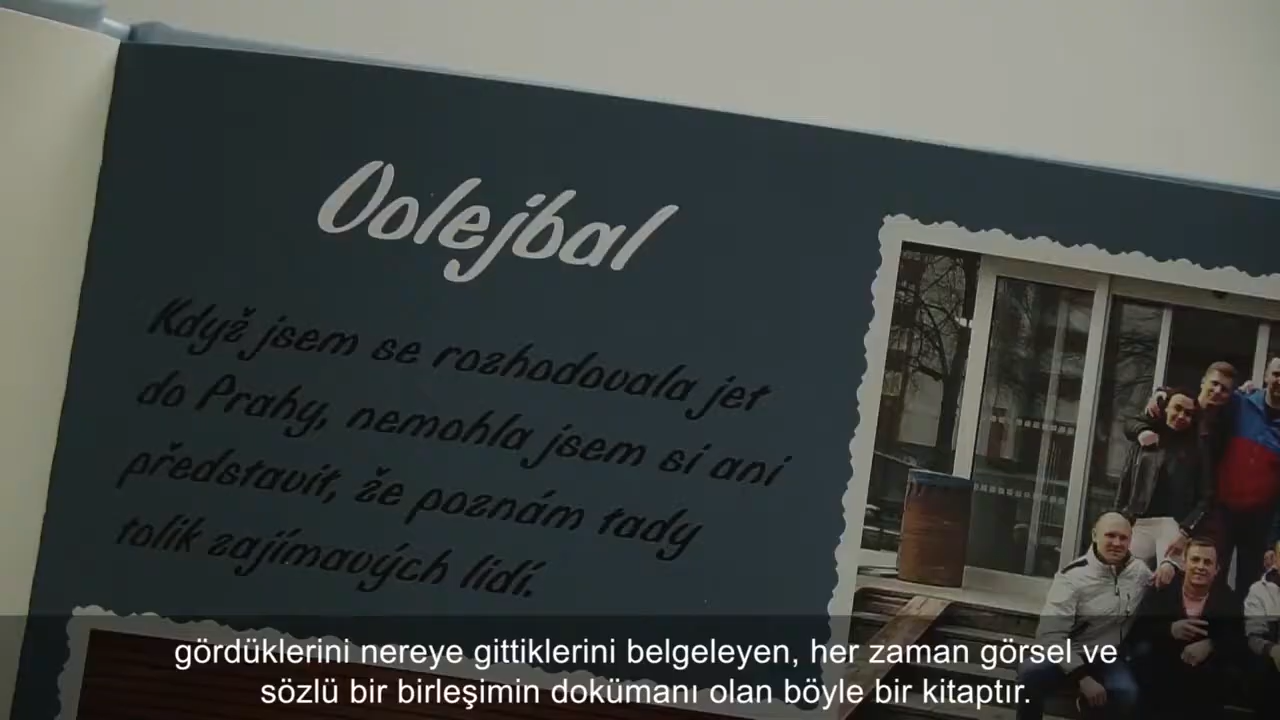 Volejbal
Když jsem se rozhodovala jet
do Prahy, nemohla jsem si ani
představit, že poznám tady
tolik zajímavých lidí.
gördüklerini nereye gittiklerini belgeleyen, her zaman görsel ve
sözlü bir birleşimin dokümanı olan böyle bir kitaptır.